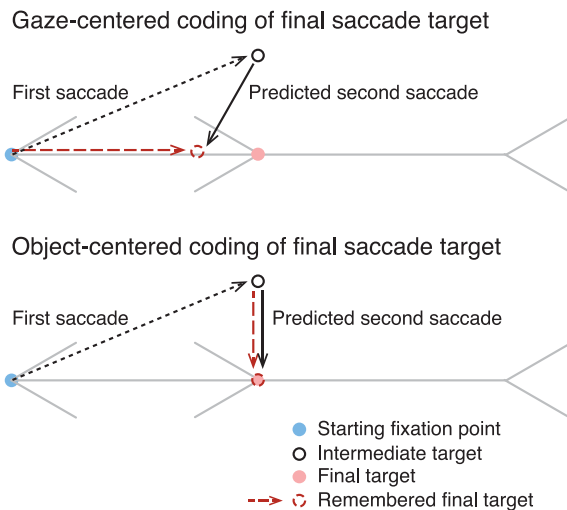 Gaze-centered coding of final saccade target
First saccade
Predicted second saccade
Object-centered coding of final saccade target
First saccade
Predicted second saccade
Starting fixation point
Intermediate target
Final target
Remembered final target